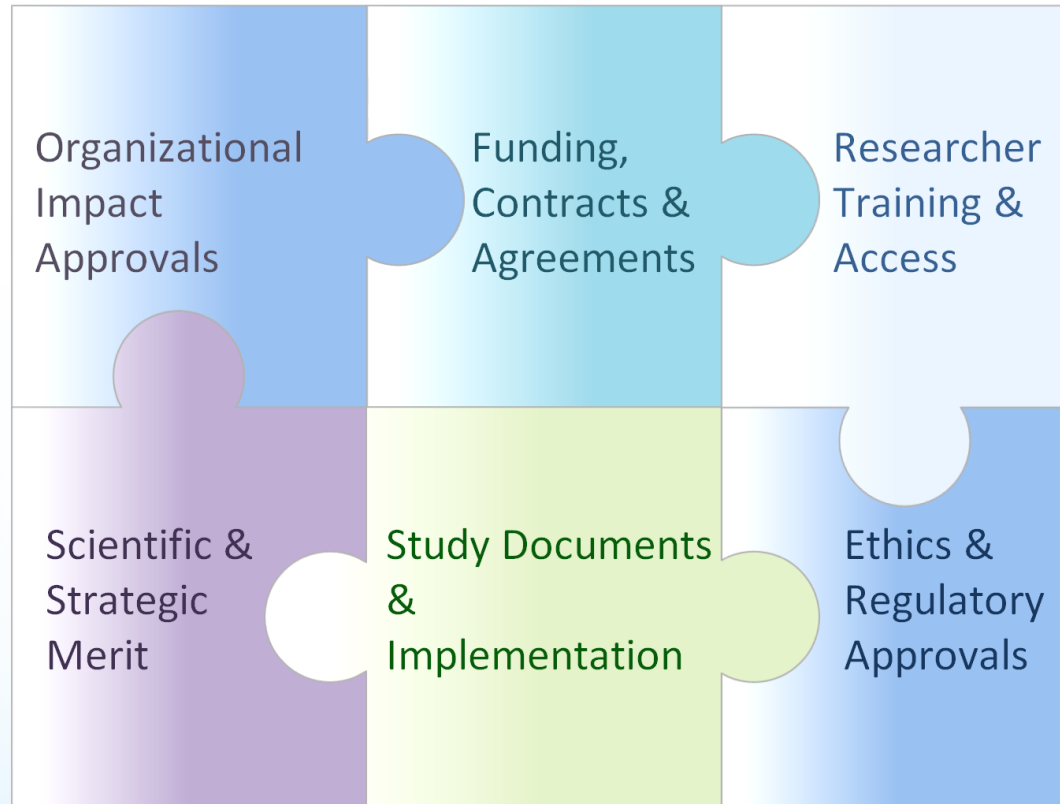 Organizational
Impact
Approvals
Funding,
Contracts &
Agreements
Researcher
Training &
Access
Scientific &
Strategic
Merit
Study Documents
&
Implementation
Ethics &
Regulatory
Approvals